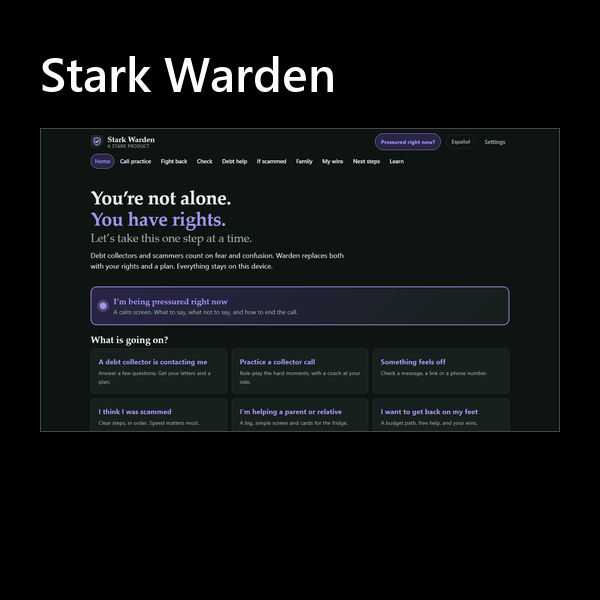 Stark Warden
Stark Warden
A STARK PRODUCT
Pressured right now?
Español
Settings
Home
Call practice
Fight back
Check
Debt help
If scammed
Family
My wins
Next steps
Learn
You’re not alone.
You have rights.
Let’s take this one step at a time.
Debt collectors and scammers count on fear and confusion. Warden replaces both
with your rights and a plan. Everything stays on this device.
I’m being pressured right now
A calm screen. What to say, what not to say, and how to end the call.
What is going on?
A debt collector is contacting me
Answer a few questions. Get your letters and a
plan.
Practice a collector call
Role-play the hard moments, with a coach at your
side.
Something feels off
Check a message, a link or a phone number.
I think I was scammed
Clear steps, in order. Speed matters most.
I’m helping a parent or relative
A big, simple screen and cards for the fridge.
I want to get back on my feet
A budget path, free help, and your wins.